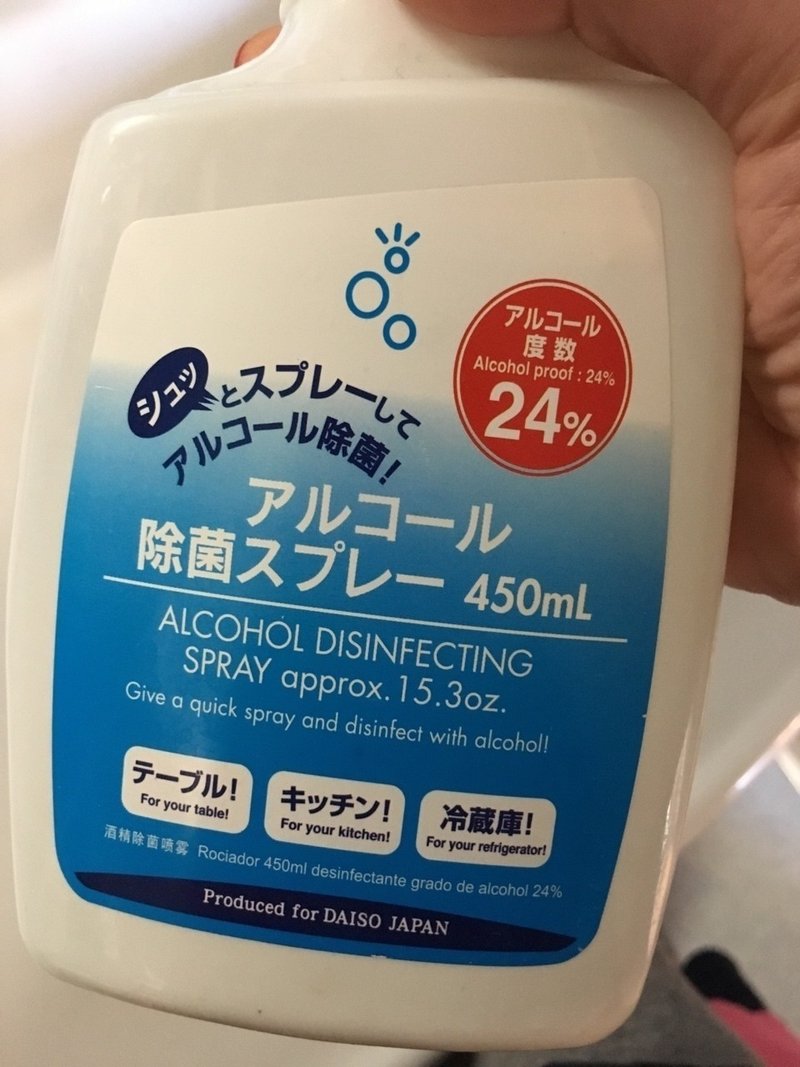 アルコール
度数
Alcohol proof : 24%
24%
シュッとスプレーして
アルコール除菌!
アルコール
除菌スプレー 450mL
ALCOHOL DISINFECTING
SPRAY approx.15.3oz.
Give a quick spray and disinfect with alcohol!
テーブル!
For your table!
キッチン!
For your kitchen!
冷蔵庫!
For your refrigerator!
酒精除菌喷雾 Rociador 450ml desinfectante grado de alcohol 24%
Produced for DAISO JAPAN